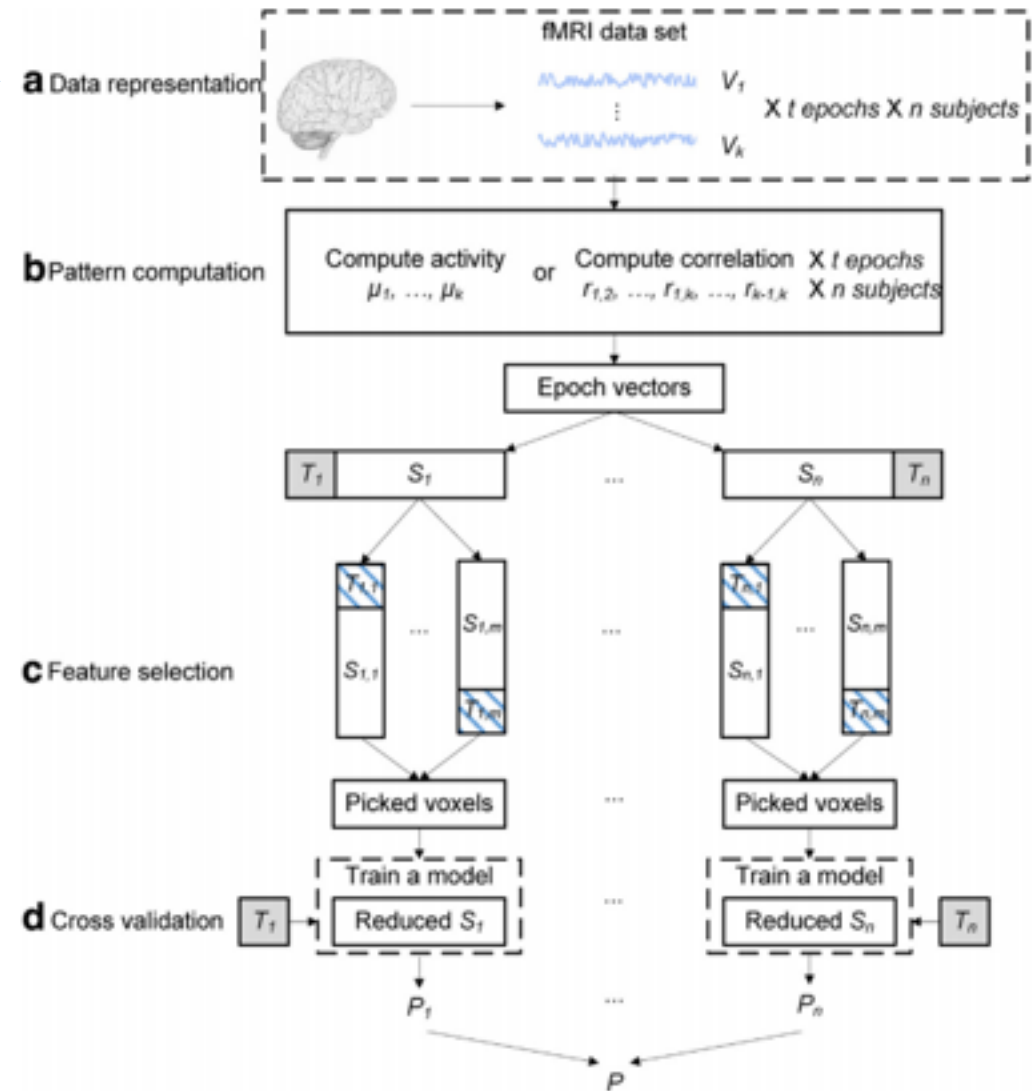 fMRI data set
a Data representation
V1
⋮
Vk
X t epochs X n subjects
b Pattern computation
Compute activity or Compute correlation X t epochs
μ1, ..., μk r1,2, ..., r1,k, ..., rk-1,k X n subjects
Epoch vectors
T1 S1 ... Sn Tn
T1,1 ... S1,m ... Tn,1 ... Sn,m
c Feature selection
S1,1 T1,m Sn,1 Tn,m
Picked voxels ... Picked voxels
Train a model ... Train a model
d Cross validation T1 Reduced S1 Reduced Sn Tn
P1 ... Pn
P